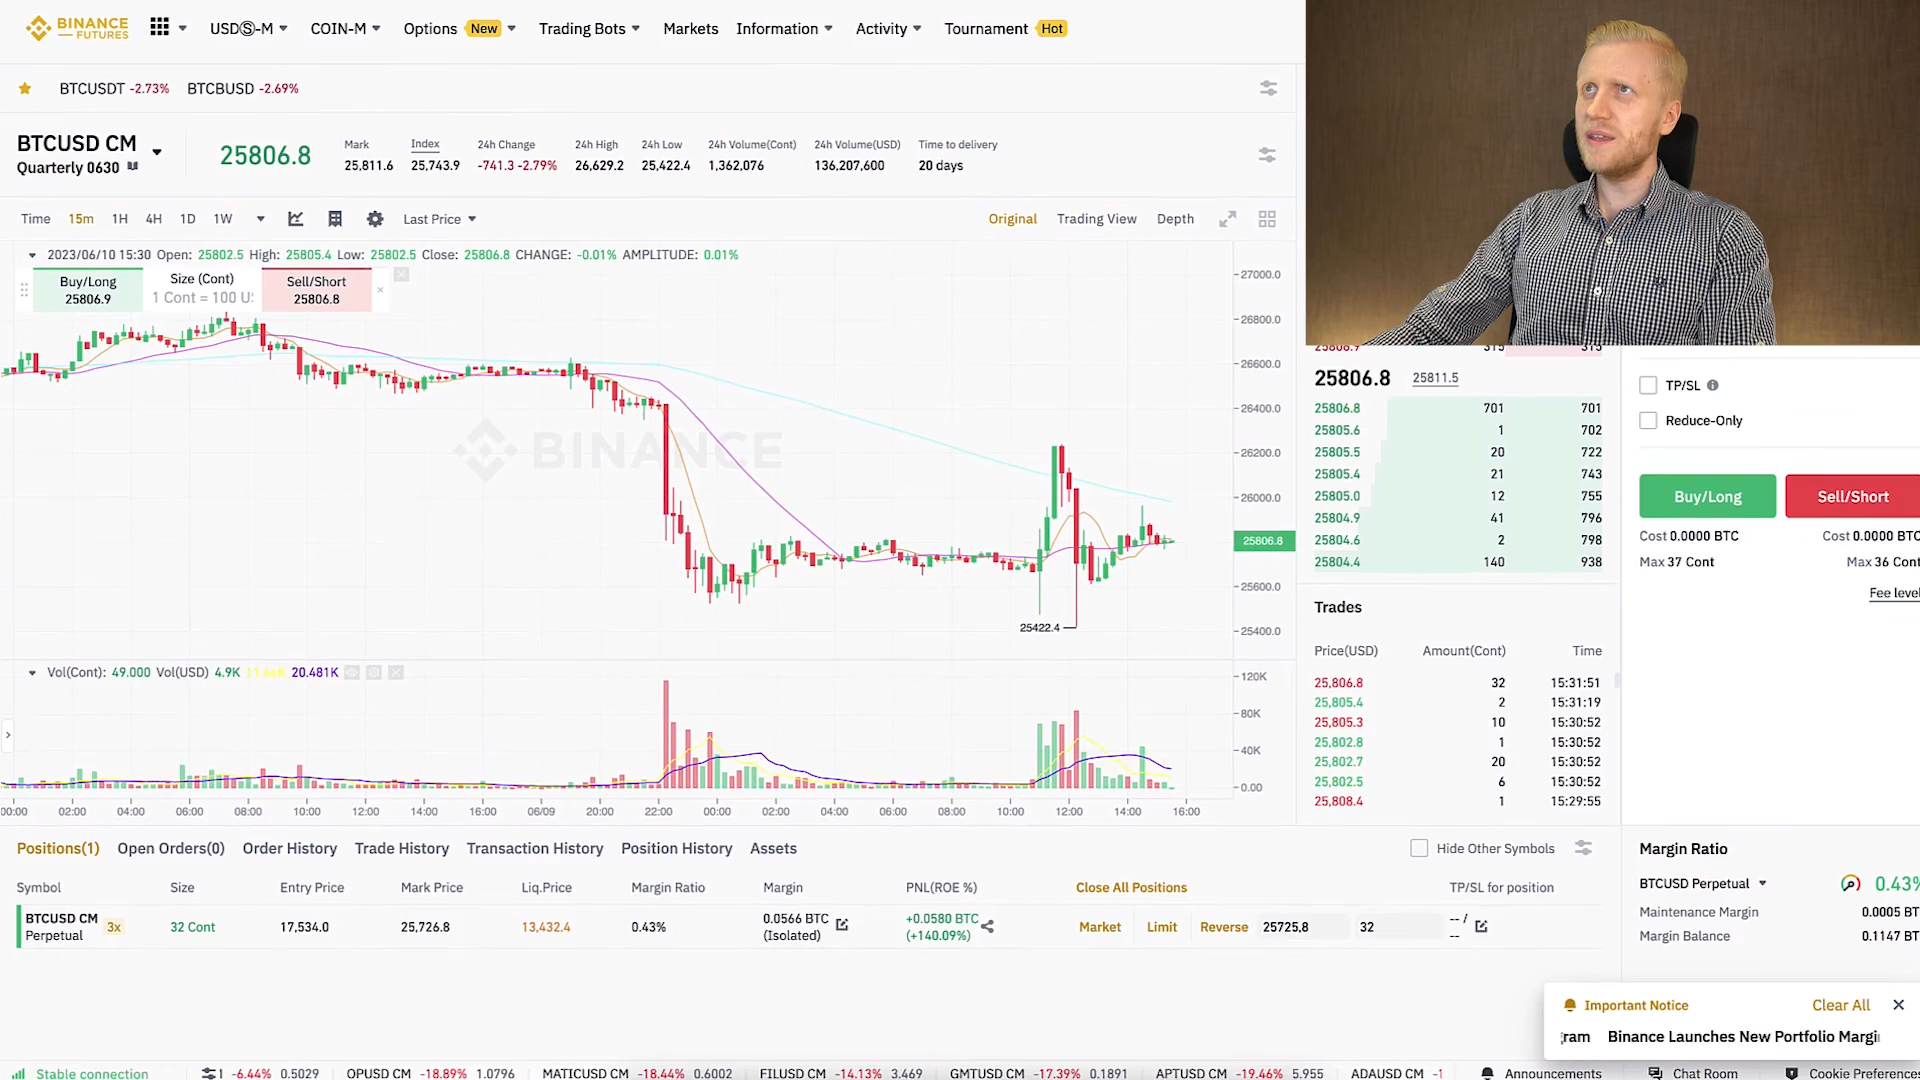 BINANCE
FUTURES
USDⓈ-M COIN-M Options New Trading Bots Markets Information Activity Tournament Hot
BTCUSDT -2.73% BTCBUSD -2.69%
BTCUSD CM
Quarterly 0630
25806.8
Mark Index 24h Change 24h High 24h Low 24h Volume(Cont) 24h Volume(USD) Time to delivery
25,811.6 25,743.9 -741.3 -2.79% 26,629.2 25,422.4 1,362,076 136,207,600 20 days
Time 15m 1H 4H 1D 1W Last Price Original Trading View Depth
2023/06/10 15:30 Open: 25802.5 High: 25805.4 Low: 25802.5 Close: 25806.8 CHANGE: -0.01% AMPLITUDE: 0.01%
Buy/Long
25806.9
Size (Cont)
1 Cont = 100 U
Sell/Short
25806.8
27000.0
26800.0
26600.0
26400.0
26200.0
26000.0
25806.8
25600.0
25400.0
BINANCE
25422.4
Vol(Cont): 49.000 Vol(USD) 4.9K 20.481K
120K
80K
40K
0.00
00:00 02:00 04:00 06:00 08:00 10:00 12:00 14:00 16:00 06/09 20:00 22:00 00:00 02:00 04:00 06:00 08:00 10:00 12:00 14:00 16:00
25806.9 315 315
25806.8 25811.5
25806.8 701 701
25805.6 1 702
25805.5 20 722
25805.4 21 743
25805.0 12 755
25804.9 41 796
25804.6 2 798
25804.4 140 938
Trades
Price(USD) Amount(Cont) Time
25,806.8 32 15:31:51
25,805.4 2 15:31:19
25,805.3 10 15:30:52
25,802.8 1 15:30:52
25,802.7 20 15:30:52
25,802.5 6 15:30:52
25,808.4 1 15:29:55
TP/SL
Reduce-Only
Buy/Long Sell/Short
Cost 0.0000 BTC Cost 0.0000 BTC
Max 37 Cont Max 36 Cont
Fee level
Positions(1) Open Orders(0) Order History Trade History Transaction History Position History Assets Hide Other Symbols
Symbol Size Entry Price Mark Price Liq.Price Margin Ratio Margin PNL(ROE %) Close All Positions TP/SL for position
BTCUSD CM
Perpetual
3x 32 Cont 17,534.0 25,726.8 13,432.4 0.43%
0.0566 BTC
(Isolated)
+0.0580 BTC
(+140.09%)
Market Limit Reverse 25725,8 32
-- /
--
Margin Ratio
BTCUSD Perpetual 0.43%
Maintenance Margin 0.0005 BT
Margin Balance 0.1147 BT
Important Notice Clear All
gram Binance Launches New Portfolio Margi
Stable connection 1 -6.44% 0.5029 OPUSD CM -18.89% 1.0796 MATICUSD CM -18.44% 0.6002 FILUSD CM -14.13% 3.469 GMTUSD CM -17.39% 0.1891 APTUSD CM -19.46% 5.955 ADAUSD CM -1 Announcements Chat Room Cookie Preferences